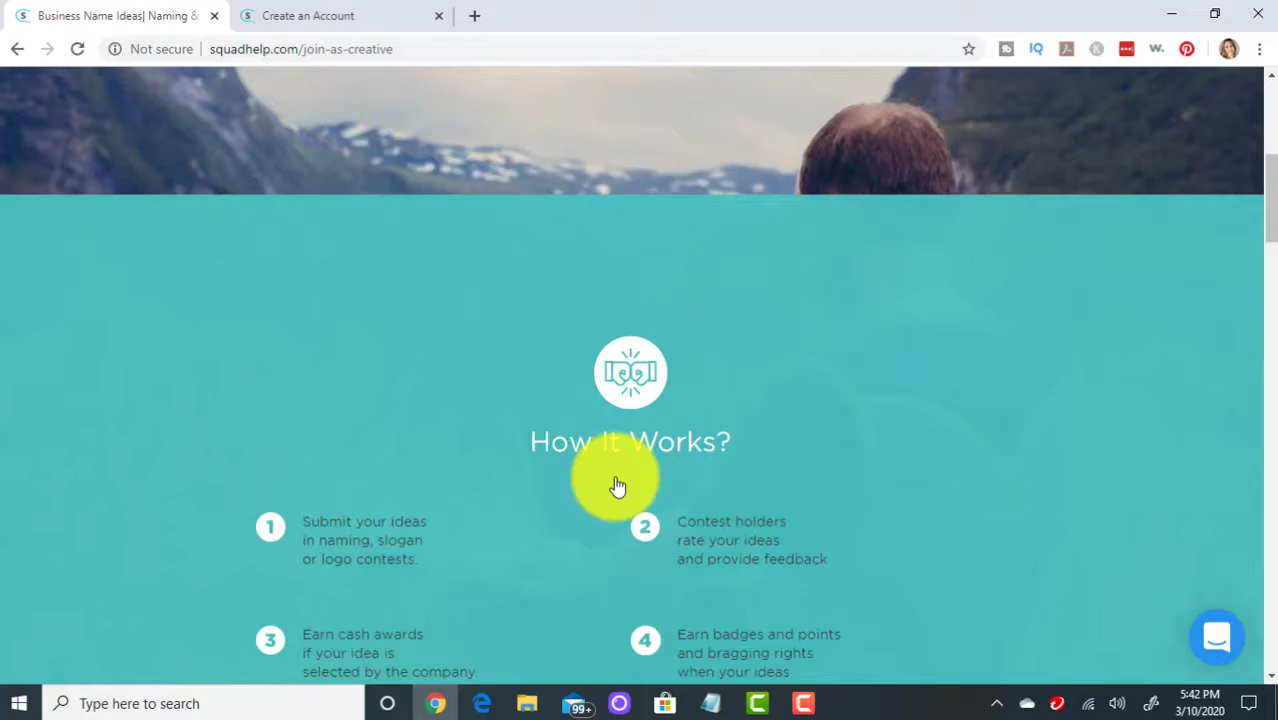 Business Name Ideas| Naming &
Create an Account
Not secure
squadhelp.com/join-as-creative
IQ
K
w.
How It Works?
1
Submit your ideas
in naming, slogan
or logo contests.
2
Contest holders
rate your ideas
and provide feedback
3
Earn cash awards
if your idea is
selected by the company.
4
Earn badges and points
and bragging rights
when your ideas
Type here to search
99+
5:42 PM
3/10/2020